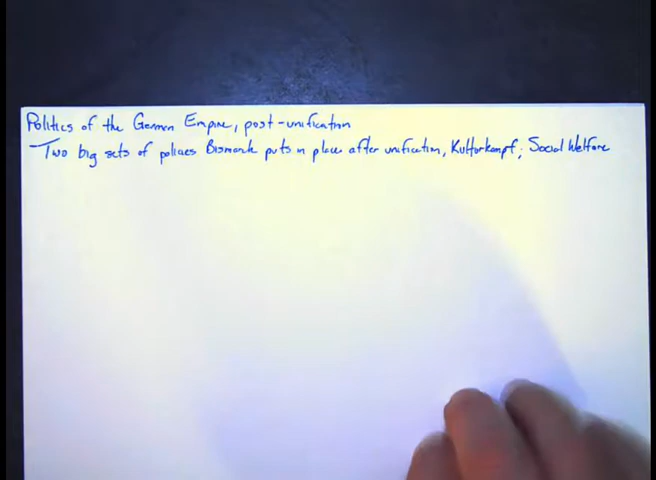 Politics of the German Empire, post-unification
Two big sets of policies Bismark puts in place after unification, Kulturkampf; Social Welfare